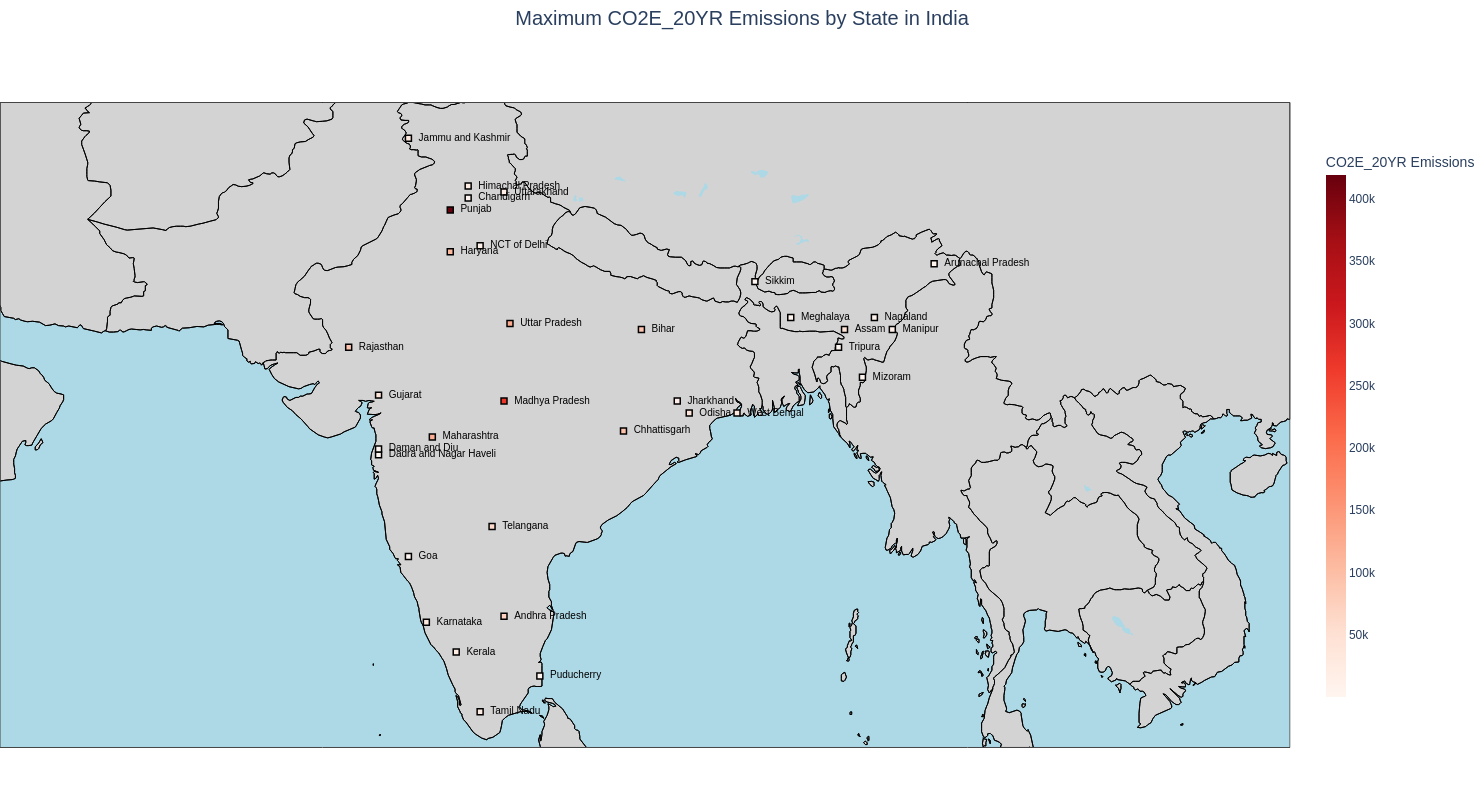 Maximum CO2E_20YR Emissions by State in India
Jammu and Kashmir
Himachal Pradesh
Uttarakhand
Chandigarh
Punjab
NCT of Delhi
Haryana
Arunachal Pradesh
Sikkim
Meghalaya
Nagaland
Uttar Pradesh
Bihar
Assam
Manipur
Rajasthan
Tripura
Mizoram
Gujarat
Madhya Pradesh
Jharkhand
Odisha
West Bengal
Chhattisgarh
Maharashtra
Daman and Diu
Dadra and Nagar Haveli
Telangana
Goa
Andhra Pradesh
Karnataka
Kerala
Puducherry
Tamil Nadu
CO2E_20YR Emissions
400k
350k
300k
250k
200k
150k
100k
50k